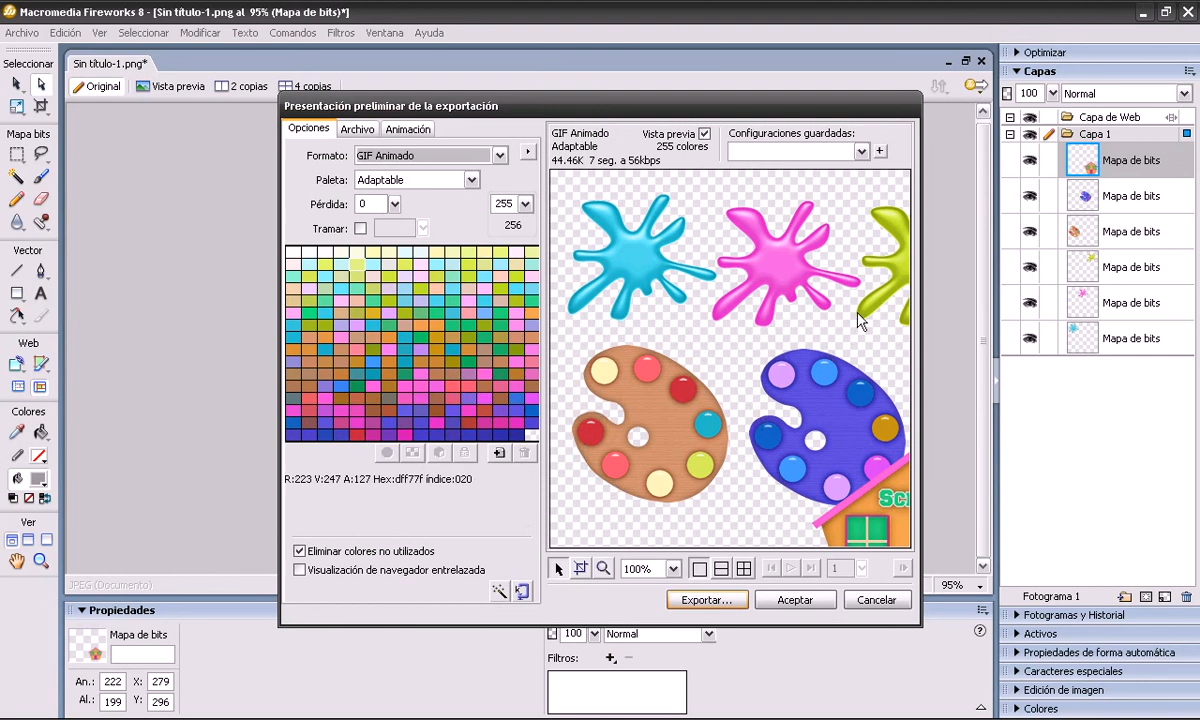 Macromedia Fireworks 8 - [Sin título-1.png al  95% (Mapa de bits)*]
Archivo Edición Ver Seleccionar Modificar Texto Comandos Filtros Ventana Ayuda
Seleccionar
Mapa bits
Vector
Web
Colores
Ver
Sin título-1.png*
Original Vista previa 2 copias 4 copias
Presentación preliminar de la exportación
Opciones Archivo Animación
Formato: GIF Animado
Paleta: Adaptable
Pérdida: 0 255
Tramar: 256
R:223 V:247 A:127 Hex:dff77f índice:020
Eliminar colores no utilizados
Visualización de navegador entrelazada
GIF Animado
Adaptable
44.46K 7 seg. a 56kbps
Vista previa
255 colores
Configuraciones guardadas:
100% 1
Exportar... Aceptar Cancelar
JPEG (Documento)
95%
Propiedades
Mapa de bits
An.: 222 X: 279
Al.: 199 Y: 296
100 Normal
Filtros:
Optimizar
Capas
100 Normal
Capa de Web
Capa 1
Mapa de bits
Mapa de bits
Mapa de bits
Mapa de bits
Mapa de bits
Mapa de bits
Fotograma 1
Fotogramas y Historial
Activos
Propiedades de forma automática
Caracteres especiales
Edición de imagen
Colores